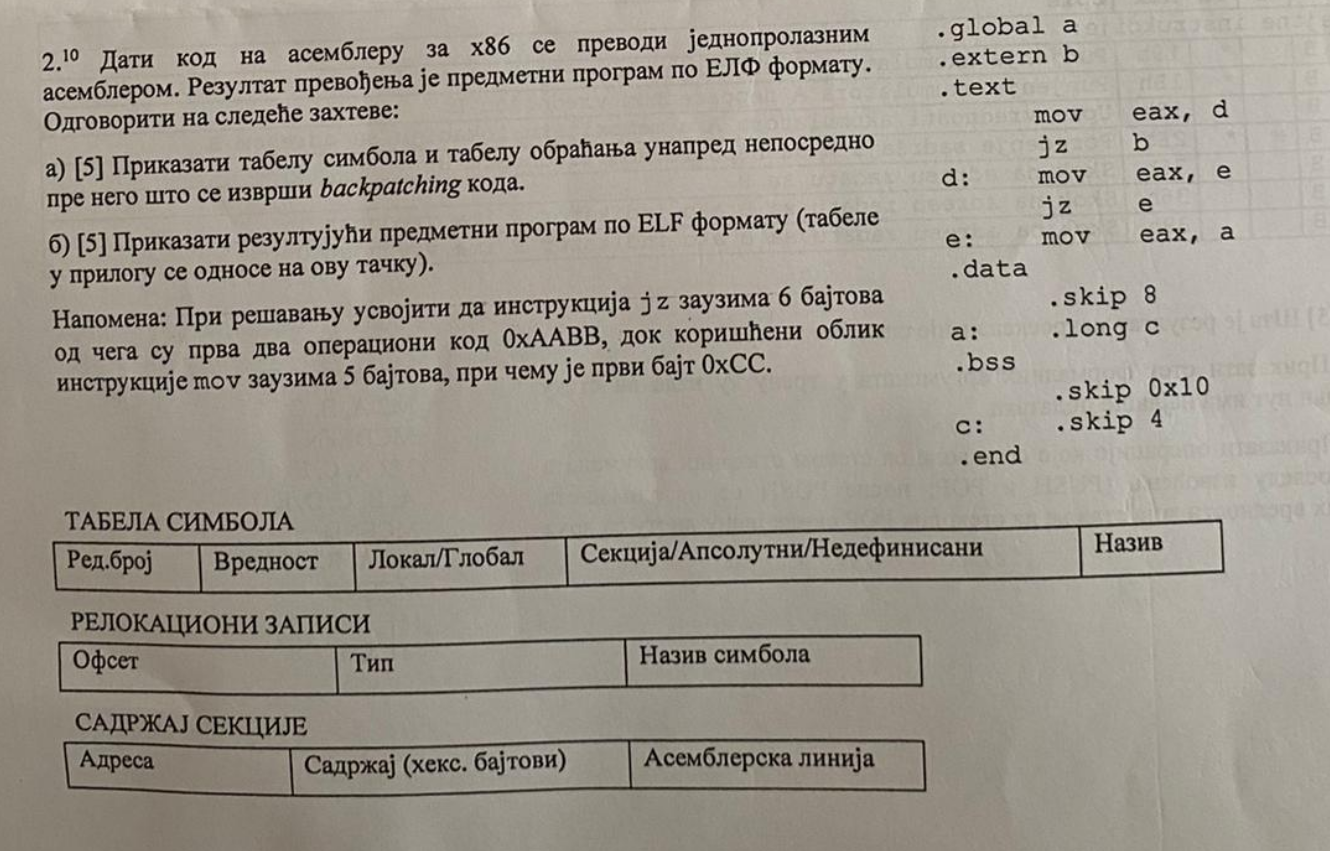 2.¹⁰ Дати код на асемблеру за x86 се преводи једнопролазним
асемблером. Резултат превођења је предметни програм по ЕЛФ формату.
Одговорити на следеће захтеве:
а) [5] Приказати табелу симбола и табелу обраћања унапред непосредно
пре него што се изврши backpatching кода.
б) [5] Приказати резултујући предметни програм по ELF формату (табеле
у прилогу се односе на ову тачку).
Напомена: При решавању усвојити да инструкција jz заузима 6 бајтова
од чега су прва два операциони код 0xAABB, док коришћени облик
инструкције mov заузима 5 бајтова, при чему је први бајт 0xCC.
.global a
.extern b
.text
mov eax, d
jz b
d: mov eax, e
jz e
e: mov eax, a
.data
.skip 8
a: .long c
.bss
.skip 0x10
c: .skip 4
.end
ТАБЕЛА СИМБОЛА
Ред.број Вредност Локал/Глобал Секција/Апсолутни/Недефинисани Назив
РЕЛОКАЦИОНИ ЗАПИСИ
Офсет Тип Назив симбола
САДРЖАЈ СЕКЦИЈЕ
Адреса Садржај (хекс. бајтови) Асемблерска линија